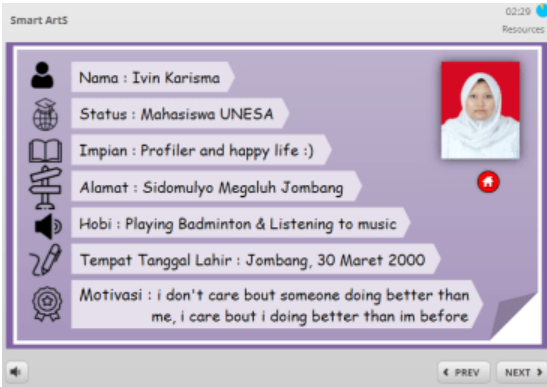 Smart ArtS
02:29
Resources
Nama : Ivin Karisma
Status : Mahasiswa UNESA
Impian : Profiler and happy life :)
Alamat : Sidomulyo Megaluh Jombang
Hobi : Playing Badminton & Listening to music
Tempat Tanggal Lahir : Jombang, 30 Maret 2000
Motivasi : i don't care bout someone doing better than
me, i care bout i doing better than im before
PREV
NEXT